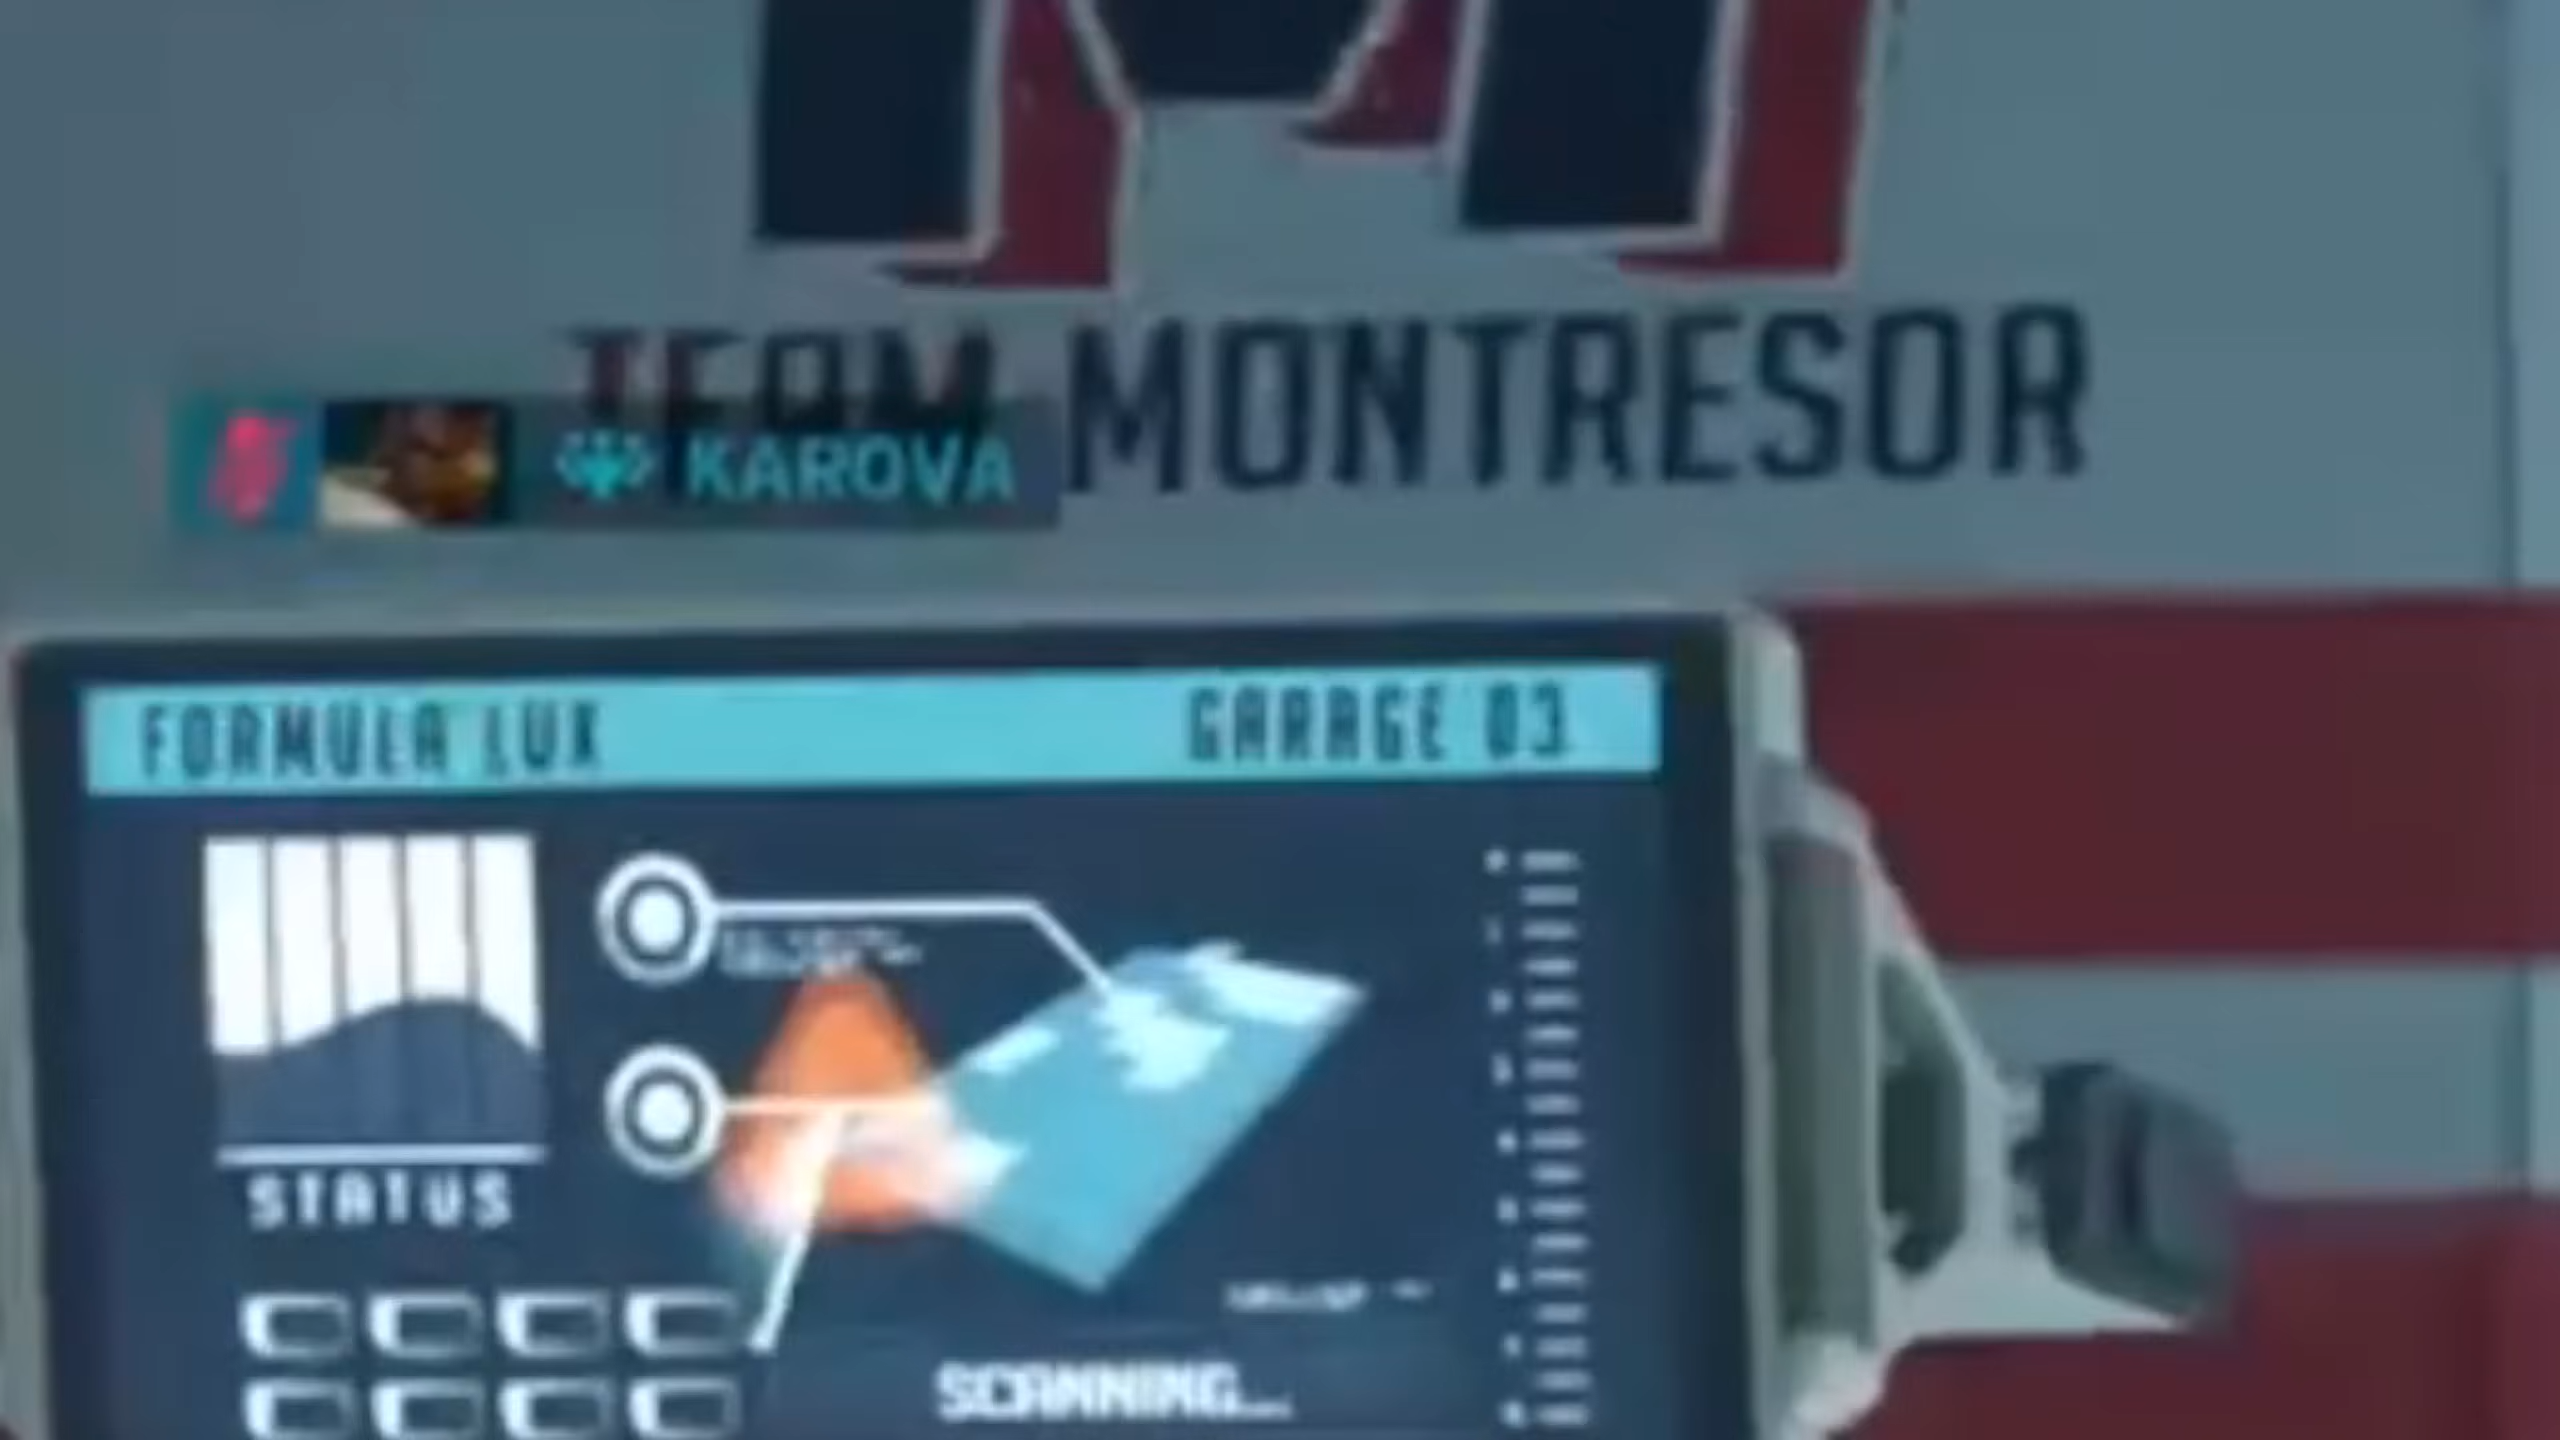 TEAM MONTRESOR
KAROVA
FORMULA LUX
GARAGE 03
STATUS
SCANNING...